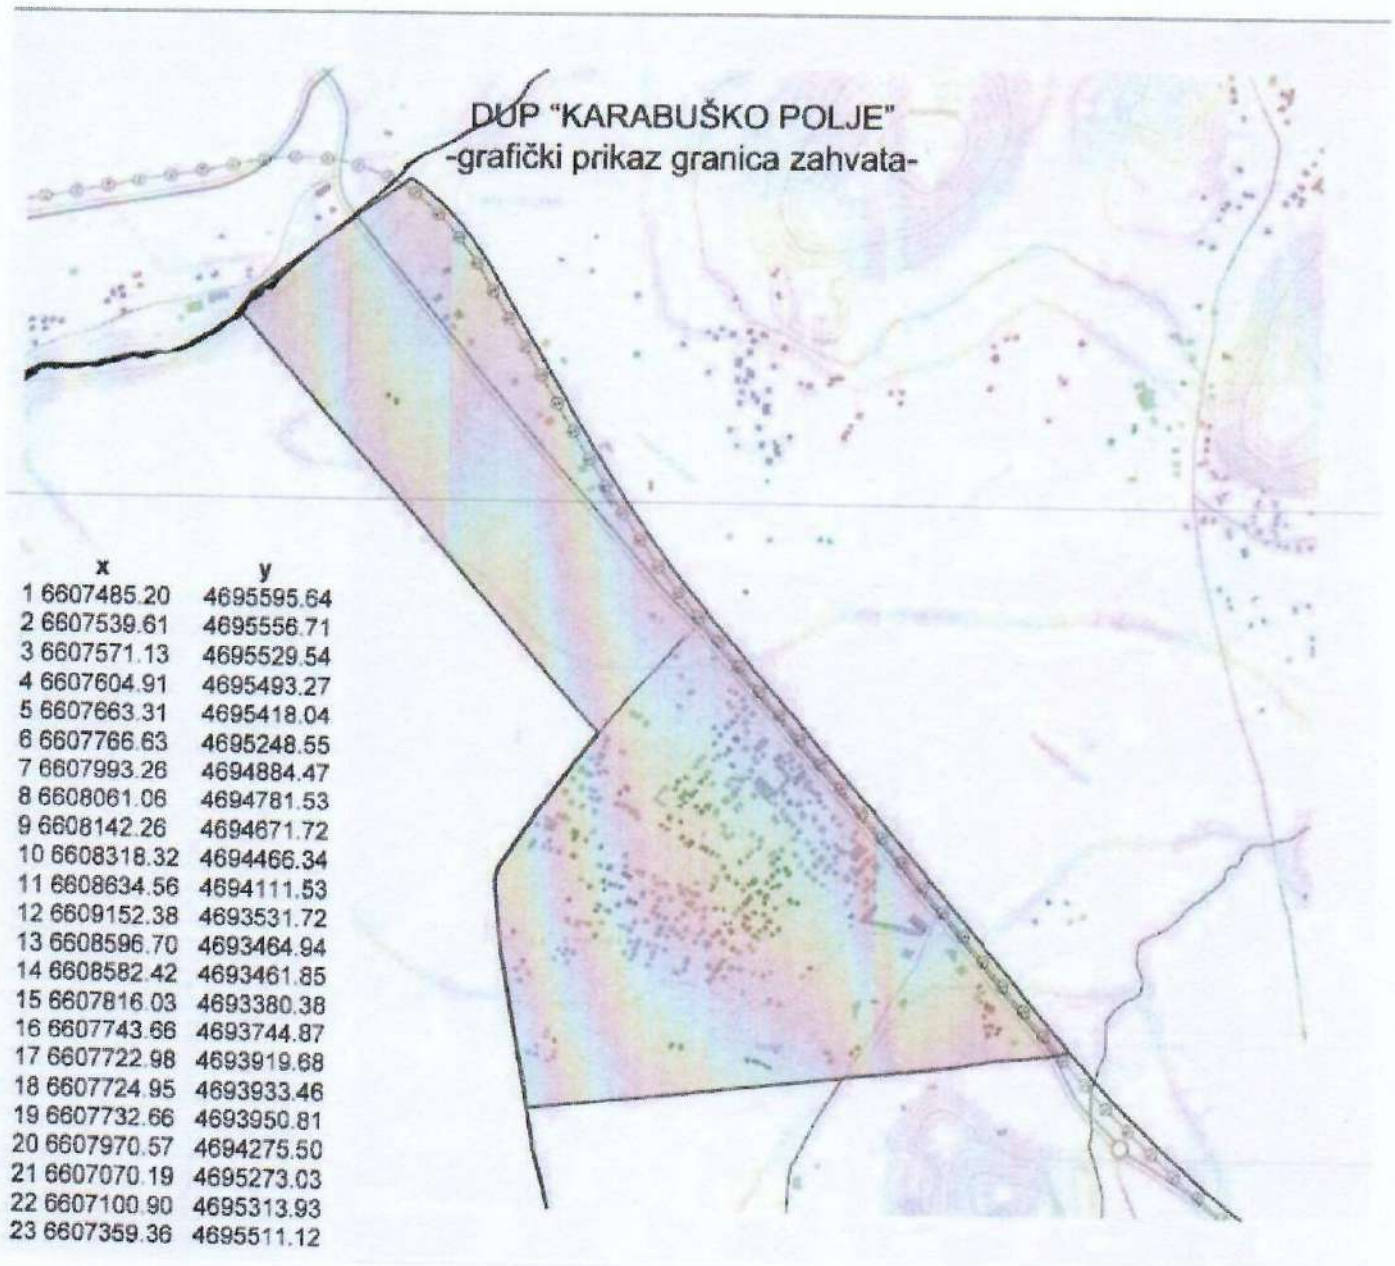 DUP “KARABUŠKO POLJE”
-grafički prikaz granica zahvata-
x y
1 6607485.20 4695595.64
2 6607539.61 4695556.71
3 6607571.13 4695529.54
4 6607604.91 4695493.27
5 6607663.31 4695418.04
6 6607766.63 4695248.55
7 6607993.26 4694884.47
8 6608061.06 4694781.53
9 6608142.26 4694671.72
10 6608318.32 4694466.34
11 6608634.56 4694111.53
12 6609152.38 4693531.72
13 6608596.70 4693464.94
14 6608582.42 4693461.85
15 6607816.03 4693380.38
16 6607743.66 4693744.87
17 6607722.98 4693919.68
18 6607724.95 4693933.46
19 6607732.66 4693950.81
20 6607970.57 4694275.50
21 6607070.19 4695273.03
22 6607100.90 4695313.93
23 6607359.36 4695511.12